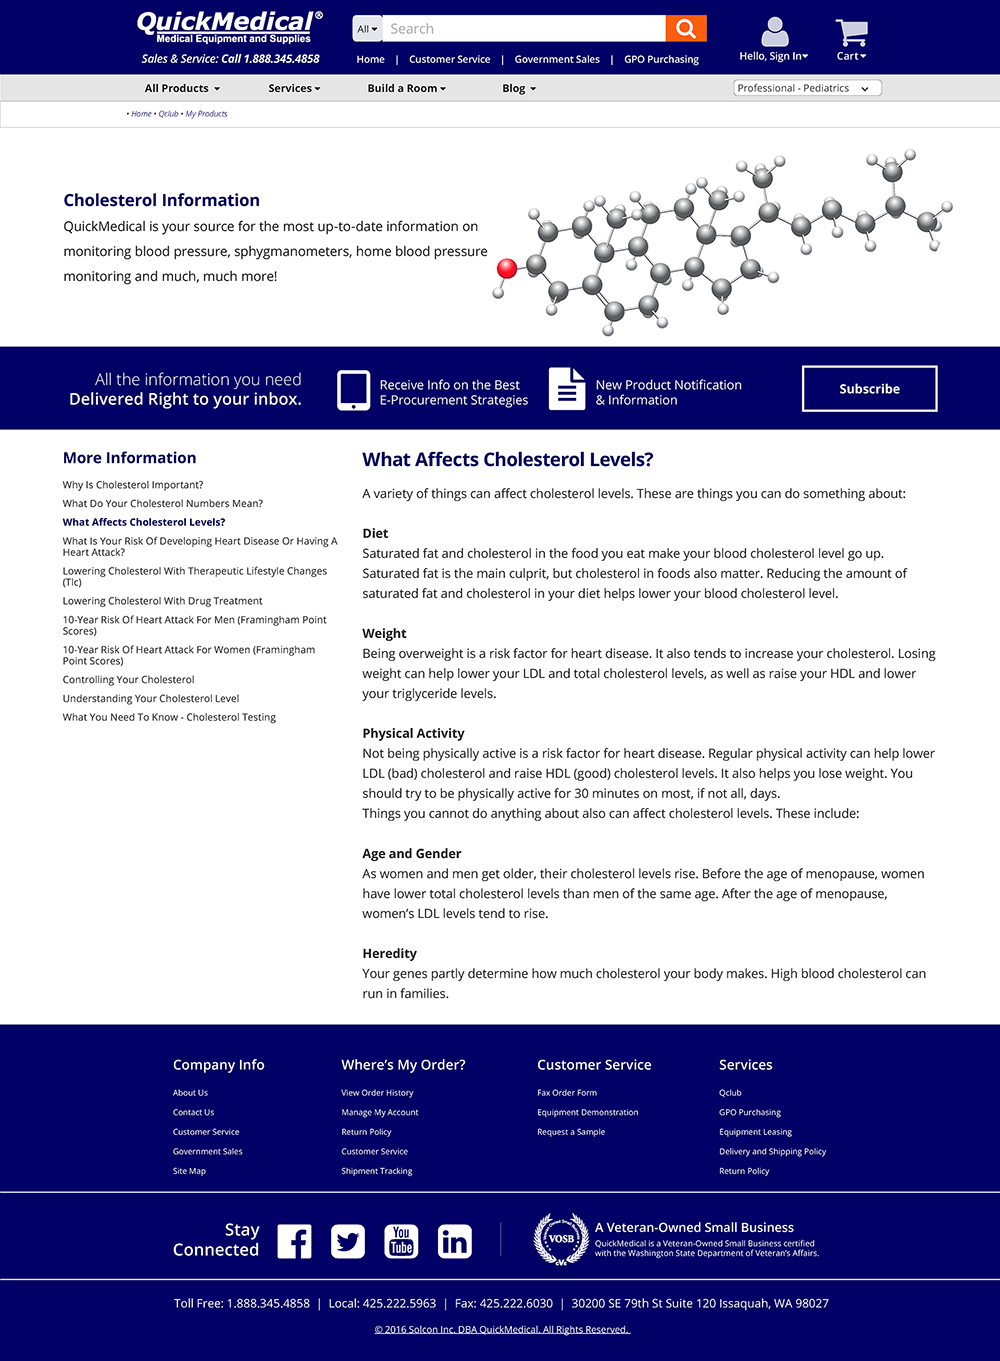 QuickMedical®
Medical Equipment and Supplies
Sales & Service: Call 1.888.345.4858
All Search
Home | Customer Service | Government Sales | GPO Purchasing
Hello, Sign In
Cart
All Products
Services
Build a Room
Blog
Professional - Pediatrics
• Home • Qclub • My Products
Cholesterol Information
QuickMedical is your source for the most up-to-date information on
monitoring blood pressure, sphygmanometers, home blood pressure
monitoring and much, much more!
All the information you need
Delivered Right to your inbox.
Receive Info on the Best
E-Procurement Strategies
New Product Notification
& Information
Subscribe
More Information
Why Is Cholesterol Important?
What Do Your Cholesterol Numbers Mean?
What Affects Cholesterol Levels?
What Is Your Risk Of Developing Heart Disease Or Having A
Heart Attack?
Lowering Cholesterol With Therapeutic Lifestyle Changes
(Tlc)
Lowering Cholesterol With Drug Treatment
10-Year Risk Of Heart Attack For Men (Framingham Point
Scores)
10-Year Risk Of Heart Attack For Women (Framingham
Point Scores)
Controlling Your Cholesterol
Understanding Your Cholesterol Level
What You Need To Know - Cholesterol Testing
What Affects Cholesterol Levels?
A variety of things can affect cholesterol levels. These are things you can do something about:
Diet
Saturated fat and cholesterol in the food you eat make your blood cholesterol level go up.
Saturated fat is the main culprit, but cholesterol in foods also matter. Reducing the amount of
saturated fat and cholesterol in your diet helps lower your blood cholesterol level.
Weight
Being overweight is a risk factor for heart disease. It also tends to increase your cholesterol. Losing
weight can help lower your LDL and total cholesterol levels, as well as raise your HDL and lower
your triglyceride levels.
Physical Activity
Not being physically active is a risk factor for heart disease. Regular physical activity can help lower
LDL (bad) cholesterol and raise HDL (good) cholesterol levels. It also helps you lose weight. You
should try to be physically active for 30 minutes on most, if not all, days.
Things you cannot do anything about also can affect cholesterol levels. These include:
Age and Gender
As women and men get older, their cholesterol levels rise. Before the age of menopause, women
have lower total cholesterol levels than men of the same age. After the age of menopause,
women’s LDL levels tend to rise.
Heredity
Your genes partly determine how much cholesterol your body makes. High blood cholesterol can
run in families.
Company Info
About Us
Contact Us
Customer Service
Government Sales
Site Map
Where’s My Order?
View Order History
Manage My Account
Return Policy
Customer Service
Shipment Tracking
Customer Service
Fax Order Form
Equipment Demonstration
Request a Sample
Services
Qclub
GPO Purchasing
Equipment Leasing
Delivery and Shipping Policy
Return Policy
Stay
Connected
You
Tube
in
VOSB
A Veteran-Owned Small Business
QuickMedical is a Veteran-Owned Small Business certified
with the Washington State Department of Veteran’s Affairs.
Toll Free: 1.888.345.4858 | Local: 425.222.5963 | Fax: 425.222.6030 | 30200 SE 79th St Suite 120 Issaquah, WA 98027
© 2016 Solcon Inc. DBA QuickMedical. All Rights Reserved.